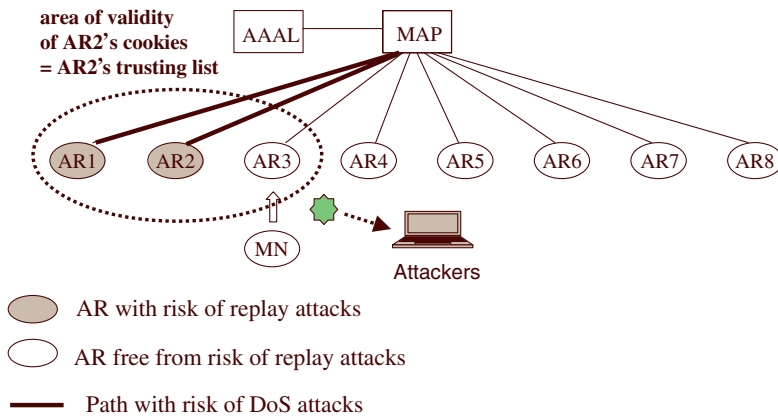 area of validity
of AR2's cookies
= AR2's trusting list
AAAL
MAP
AR1
AR2
AR3
AR4
AR5
AR6
AR7
AR8
MN
Attackers
AR with risk of replay attacks
AR free from risk of replay attacks
Path with risk of DoS attacks